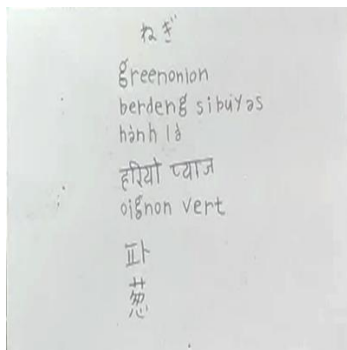 ねぎ
greenonion
berdeng sibuyas
hành lá
हरियो प्याज
oignon vert
파
葱